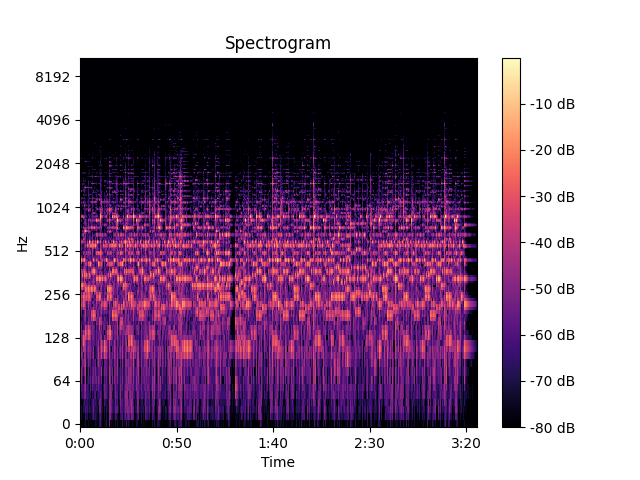 Spectrogram
8192
4096
2048
1024
512
256
128
64
0
Hz
0:00
0:50
1:40
2:30
3:20
Time
-10 dB
-20 dB
-30 dB
-40 dB
-50 dB
-60 dB
-70 dB
-80 dB